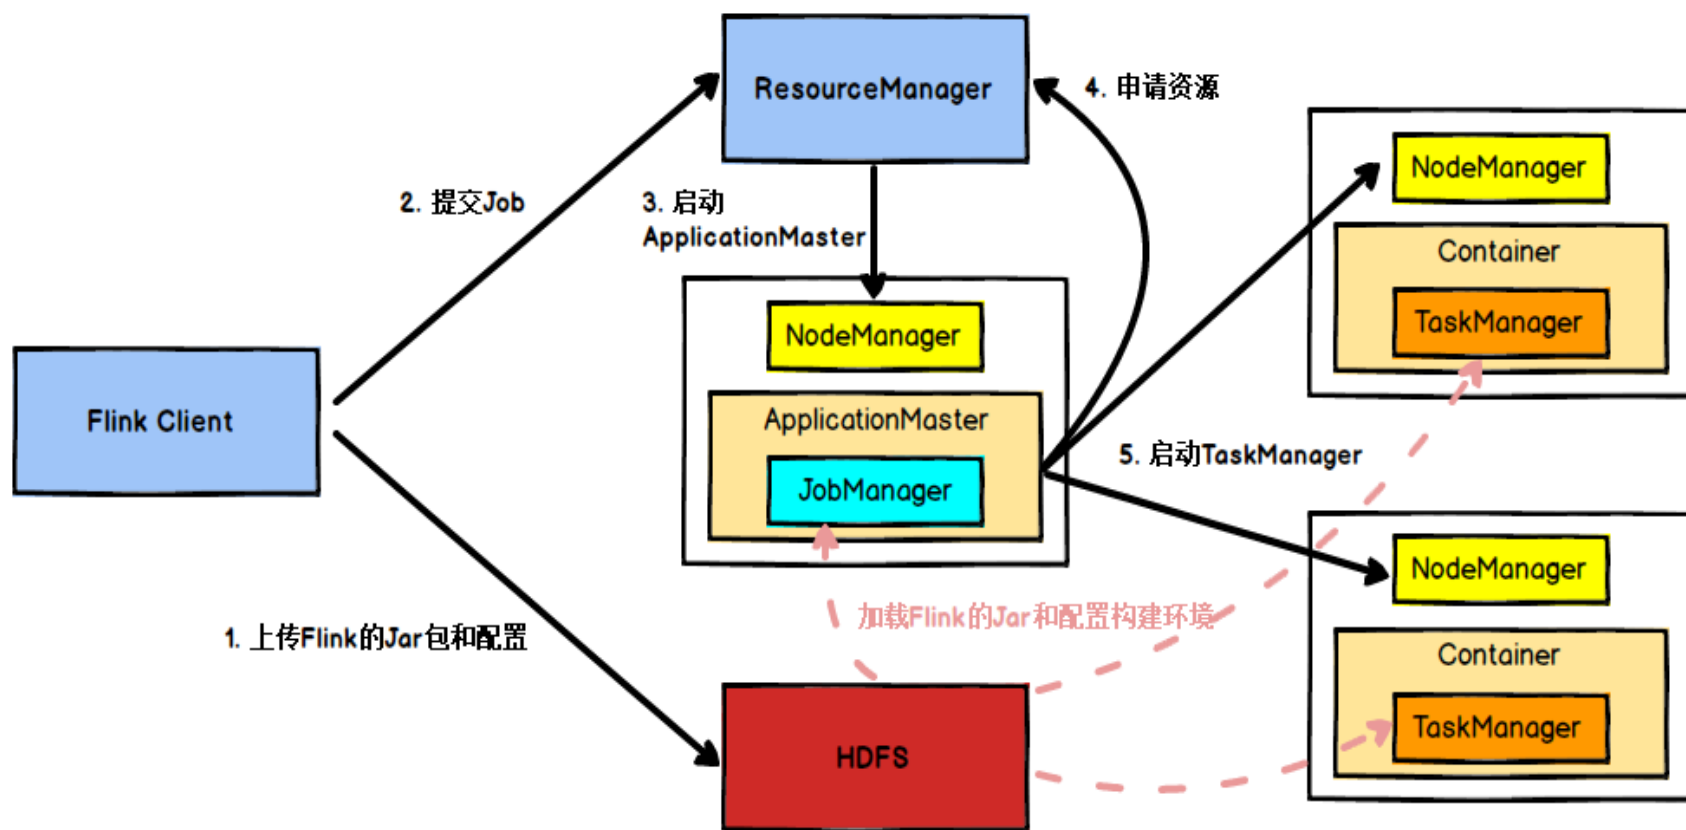 ResourceManager
4. 申请资源
NodeManager
2. 提交Job
3. 启动
ApplicationMaster
Container
TaskManager
NodeManager
Flink Client
ApplicationMaster
JobManager
5. 启动TaskManager
NodeManager
加载Flink的Jar和配置构建环境
1. 上传Flink的Jar包和配置
Container
TaskManager
HDFS